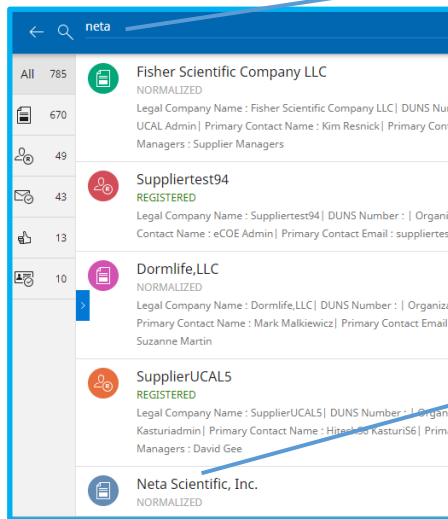 neta
All 785
670
49
43
13
10
Fisher Scientific Company LLC
NORMALIZED
Legal Company Name : Fisher Scientific Company LLC| DUNS Nu
UCAL Admin| Primary Contact Name : Kim Resnick| Primary Con
Managers : Supplier Managers
Suppliertest94
REGISTERED
Legal Company Name : Suppliertest94| DUNS Number : | Organi
Contact Name : eCOE Admin| Primary Contact Email : suppliertes
Dormlife,LLC
NORMALIZED
Legal Company Name : Dormlife,LLC| DUNS Number : | Organiza
Primary Contact Name : Mark Malkiewicz| Primary Contact Email
Suzanne Martin
SupplierUCAL5
REGISTERED
Legal Company Name : SupplierUCAL5| DUNS Number : | Organ
Kasturiadmin| Primary Contact Name : HiteshS6 KasturiS6| Prima
Managers : David Gee
Neta Scientific, Inc.
NORMALIZED